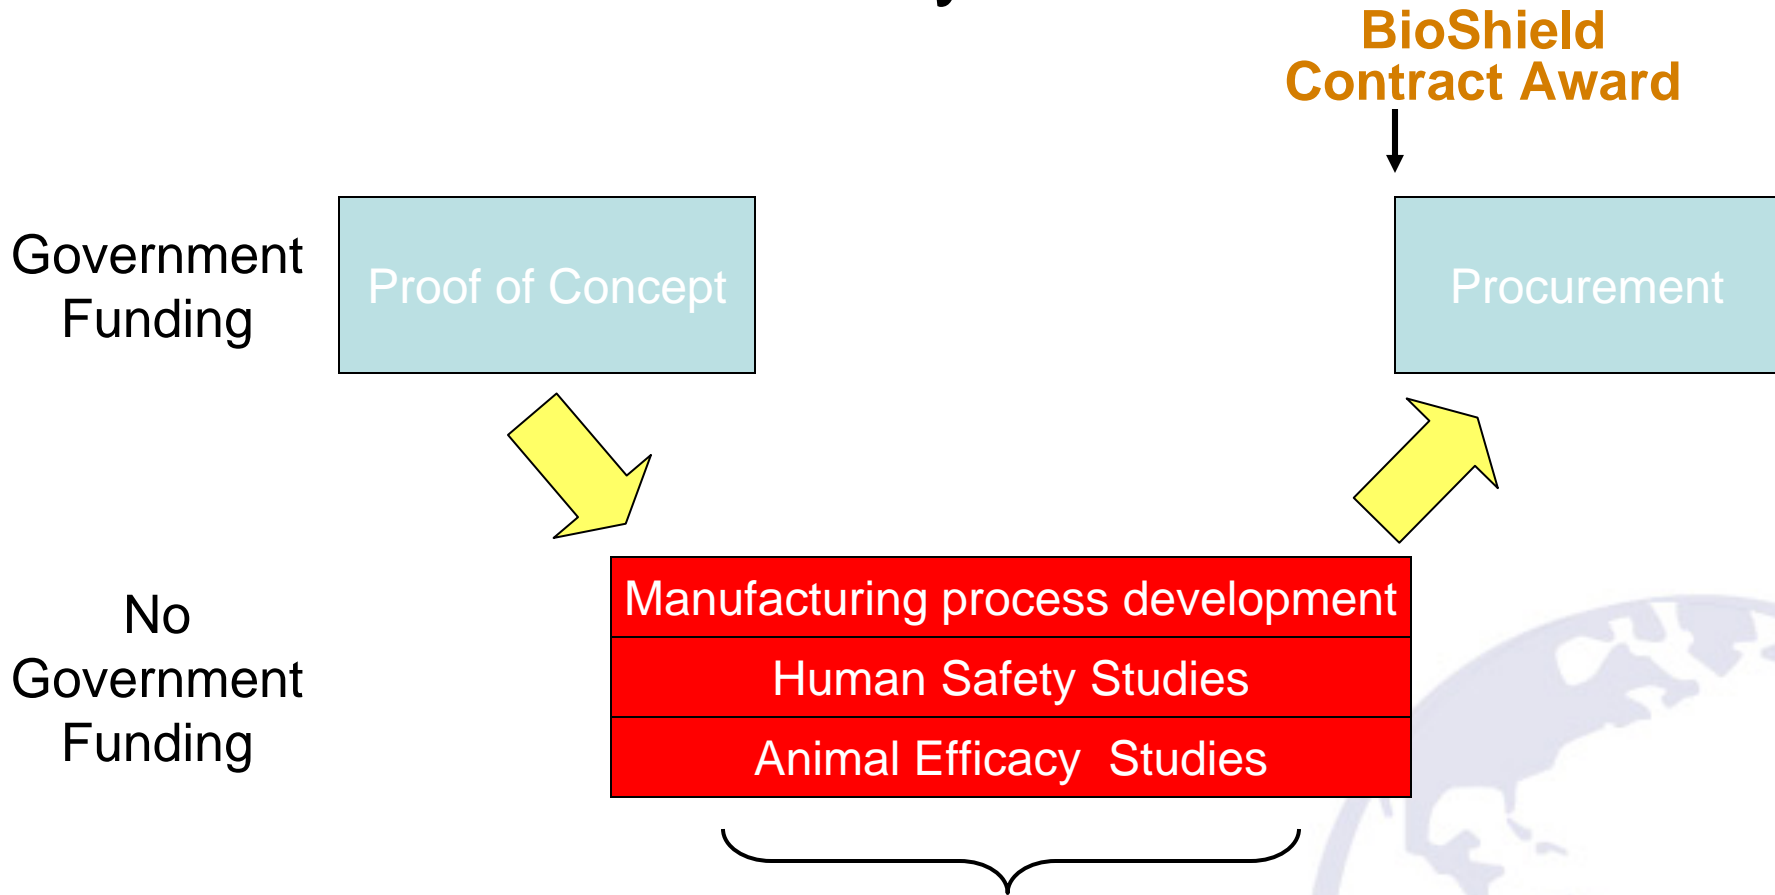 BioShield
Contract Award
Government
Funding
Proof of Concept
Procurement
No
Government
Funding
Manufacturing process development
Human Safety Studies
Animal Efficacy  Studies